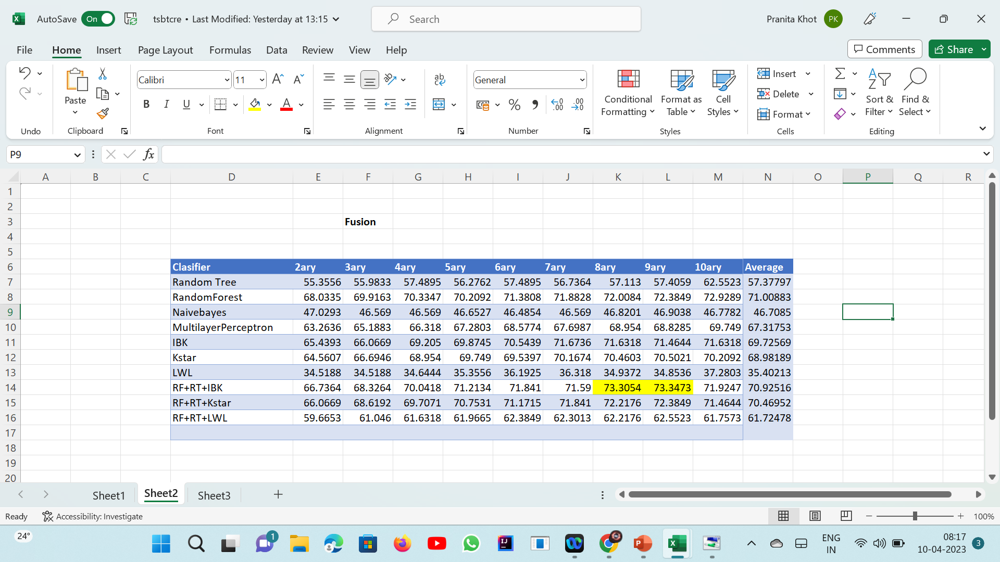 AutoSave On tsbtcre • Last Modified: Yesterday at 13:15 Search Pranita Khot PK
File Home Insert Page Layout Formulas Data Review View Help Comments Share
Paste Calibri 11 A^ A˅ ab c General Conditional Formatting Format as Table Cell Styles Insert Delete Format Sort & Filter Find & Select
B I U A % .00
Undo Clipboard Font Alignment Number Styles Cells Editing
P9 fx
A B C D E F G H I J K L M N O P Q R
1
2
3 Fusion
4
5
6 Clasifier 2ary 3ary 4ary 5ary 6ary 7ary 8ary 9ary 10ary Average
7 Random Tree 55.3556 55.9833 57.4895 56.2762 57.4895 56.7364 57.113 57.4059 62.5523 57.37797
8 RandomForest 68.0335 69.9163 70.3347 70.2092 71.3808 71.8828 72.0084 72.3849 72.9289 71.00883
9 Naivebayes 47.0293 46.569 46.569 46.6527 46.4854 46.569 46.8201 46.9038 46.7782 46.7085
10 MultilayerPerceptron 63.2636 65.1883 66.318 67.2803 68.5774 67.6987 68.954 68.8285 69.749 67.31753
11 IBK 65.4393 66.0669 69.205 69.8745 70.5439 71.6736 71.6318 71.4644 71.6318 69.72569
12 Kstar 64.5607 66.6946 68.954 69.749 69.5397 70.1674 70.4603 70.5021 70.2092 68.98189
13 LWL 34.5188 34.5188 34.6444 35.3556 36.1925 36.318 34.9372 34.8536 37.2803 35.40213
14 RF+RT+IBK 66.7364 68.3264 70.0418 71.2134 71.841 71.59 73.3054 73.3473 71.9247 70.92516
15 RF+RT+Kstar 66.0669 68.6192 69.7071 70.7531 71.1715 71.841 72.2176 72.3849 71.4644 70.46952
16 RF+RT+LWL 59.6653 61.046 61.6318 61.9665 62.3849 62.3013 62.2176 62.5523 61.7573 61.72478
17
18
19
20
Sheet1 Sheet2 Sheet3
Ready Accessibility: Investigate 100%
24° 1 ENG IN 08:17 10-04-2023 3